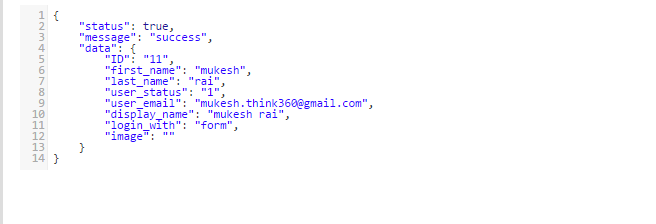 1 {
2     "status": true,
3     "message": "success",
4     "data": {
5         "ID": "11",
6         "first_name": "mukesh",
7         "last_name": "rai",
8         "user_status": "1",
9         "user_email": "mukesh.think360@gmail.com",
10         "display_name": "mukesh rai",
11         "login_with": "form",
12         "image": ""
13     }
14 }